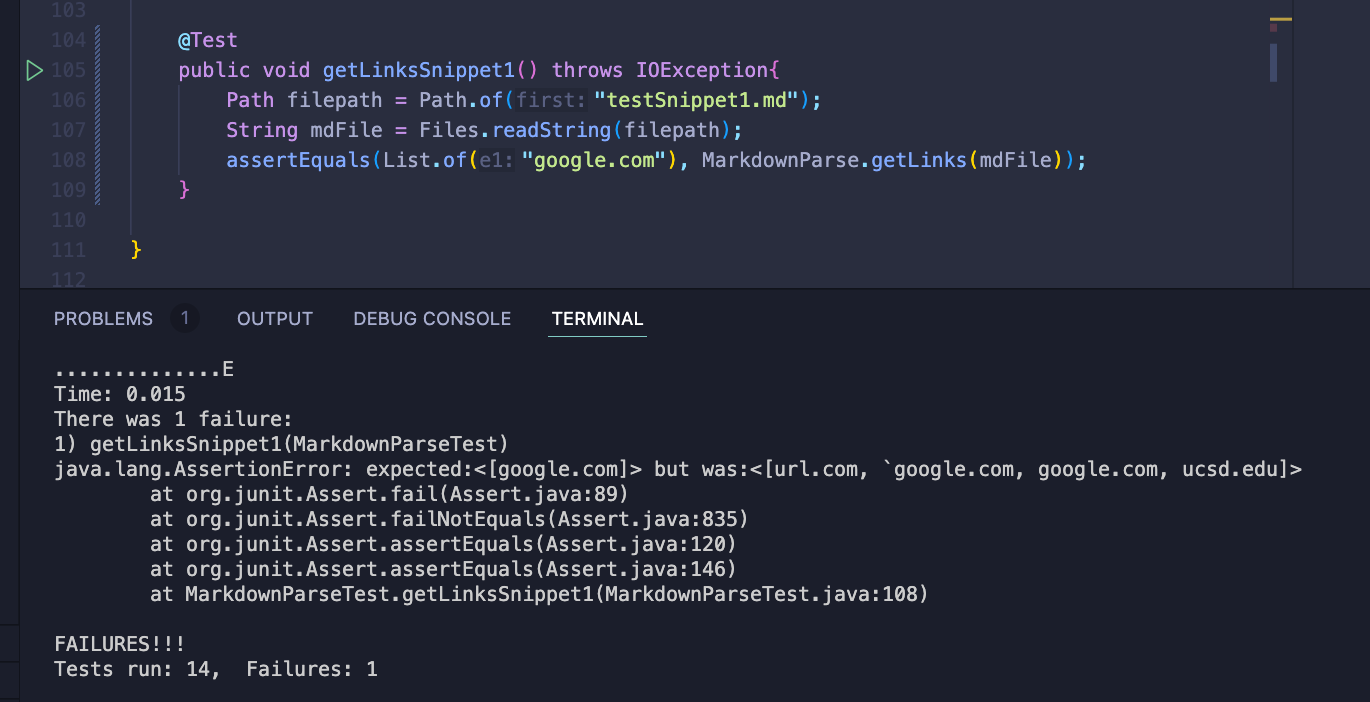 103
104 @Test
105 public void getLinksSnippet1() throws IOException{
106 Path filepath = Path.of(first: "testSnippet1.md");
107 String mdFile = Files.readString(filepath);
108 assertEquals(List.of(e1: "google.com"), MarkdownParse.getLinks(mdFile));
109 }
110
111 }
112
PROBLEMS 1 OUTPUT DEBUG CONSOLE TERMINAL
..............E
Time: 0.015
There was 1 failure:
1) getLinksSnippet1(MarkdownParseTest)
java.lang.AssertionError: expected:<[google.com]> but was:<[url.com, `google.com, google.com, ucsd.edu]>
at org.junit.Assert.fail(Assert.java:89)
at org.junit.Assert.failNotEquals(Assert.java:835)
at org.junit.Assert.assertEquals(Assert.java:120)
at org.junit.Assert.assertEquals(Assert.java:146)
at MarkdownParseTest.getLinksSnippet1(MarkdownParseTest.java:108)
FAILURES!!!
Tests run: 14,  Failures: 1